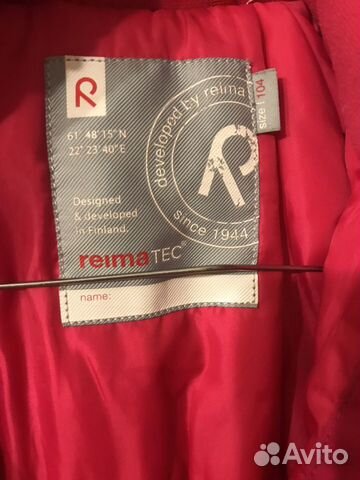 R
61° 48' 15" N
22° 23' 40" E
Designed
& developed
in Finland.
reimaTEC®
name:
developed by reima
since 1944
size | 104
Avito